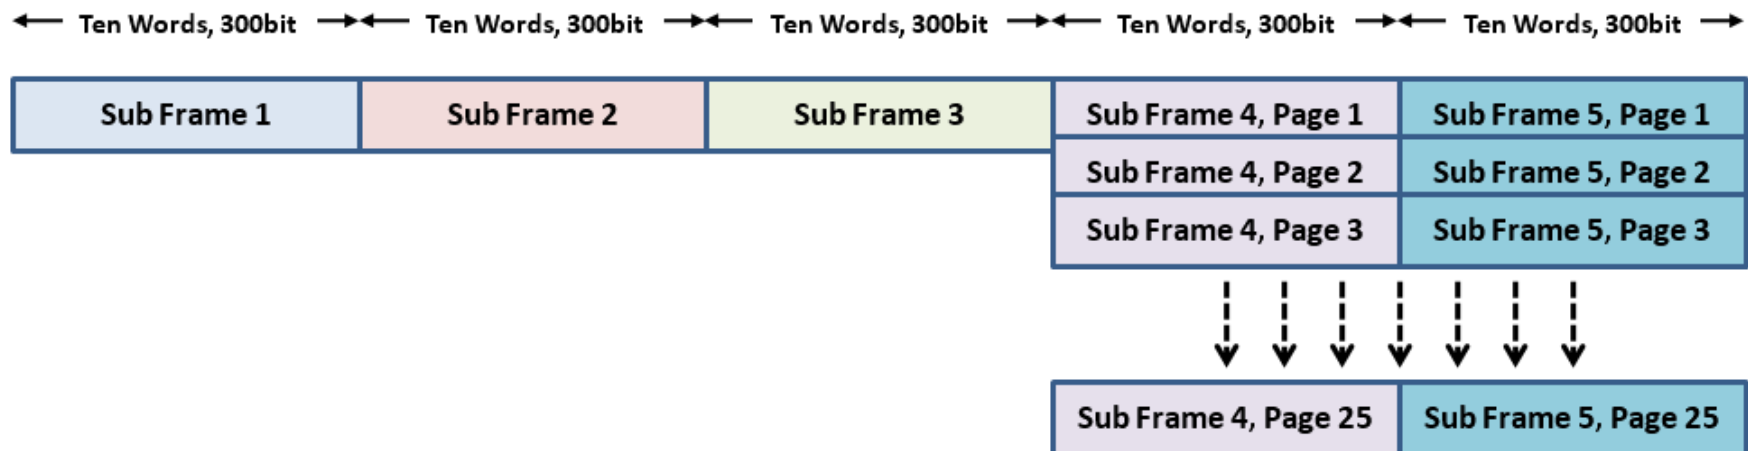 Ten Words, 300bit Ten Words, 300bit Ten Words, 300bit Ten Words, 300bit Ten Words, 300bit
Sub Frame 1 Sub Frame 2 Sub Frame 3 Sub Frame 4, Page 1 Sub Frame 5, Page 1
Sub Frame 4, Page 2 Sub Frame 5, Page 2
Sub Frame 4, Page 3 Sub Frame 5, Page 3
Sub Frame 4, Page 25 Sub Frame 5, Page 25